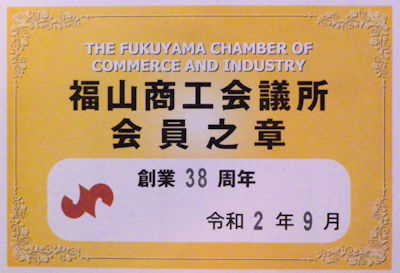 THE FUKUYAMA CHAMBER OF
COMMERCE AND INDUSTRY
福山商工会議所
会員之章
創業 38 周年
令和 2 年 9 月